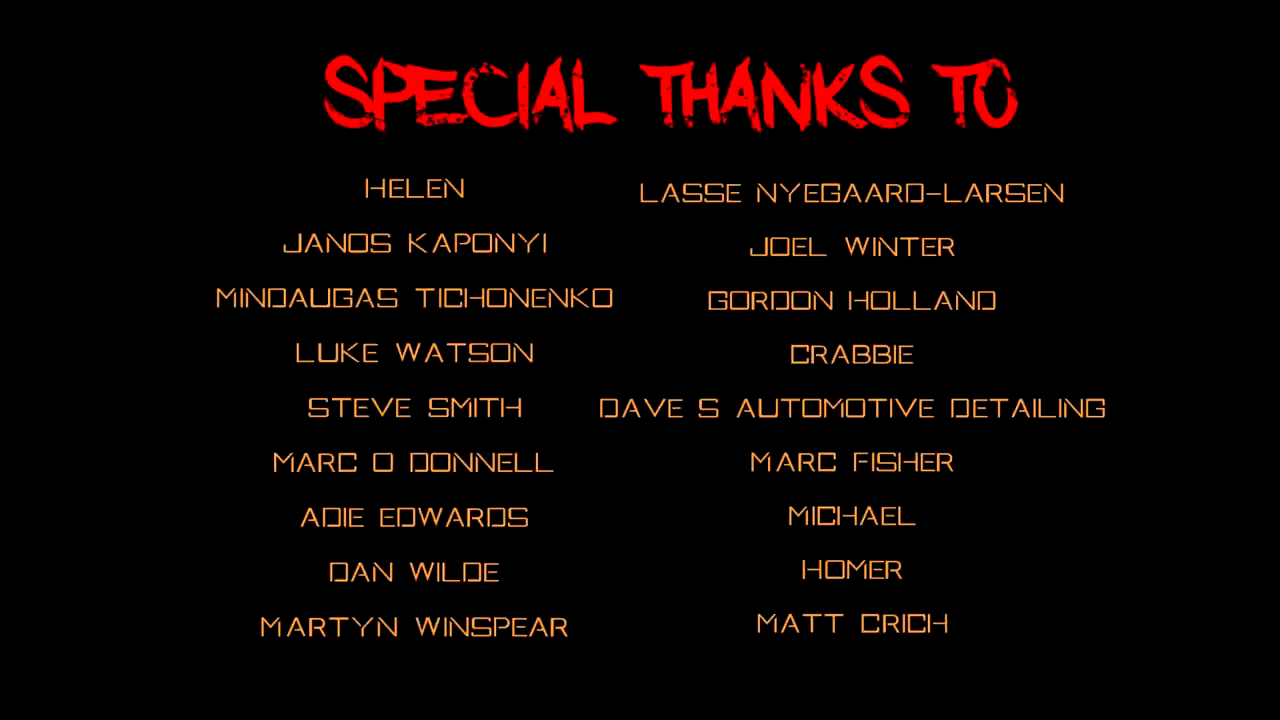 SPECIAL THANKS TO
HELEN
JANOS KAPONYI
MINDAUGAS TICHONENKO
LUKE WATSON
STEVE SMITH
MARC O DONNELL
ADIE EDWARDS
DAN WILDE
MARTYN WINSPEAR
LASSE NYEGAARD-LARSEN
JOEL WINTER
GORDON HOLLAND
CRABBIE
DAVE S AUTOMOTIVE DETAILING
MARC FISHER
MICHAEL
HOMER
MATT CRICH